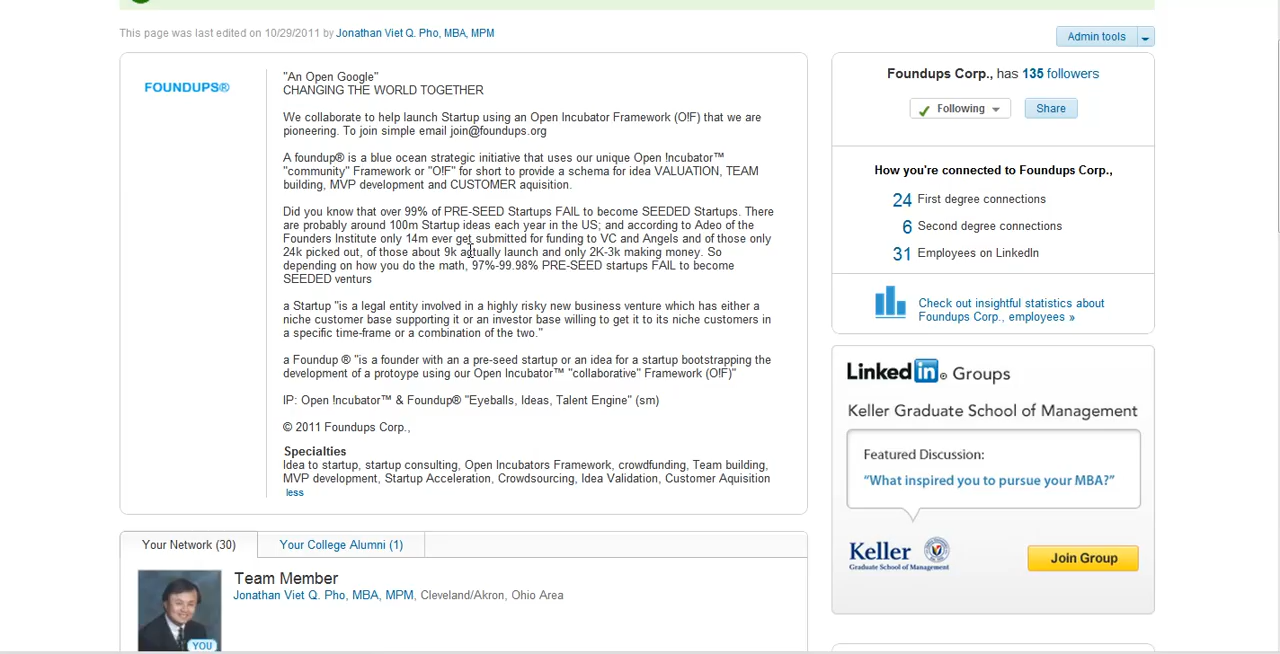 This page was last edited on 10/29/2011 by Jonathan Viet Q. Pho, MBA, MPM
Admin tools
FOUNDUPS®
"An Open Google"
CHANGING THE WORLD TOGETHER
We collaborate to help launch Startup using an Open Incubator Framework (O!F) that we are
pioneering. To join simple email join@foundups.org
A foundup® is a blue ocean strategic initiative that uses our unique Open !ncubator™
"community" Framework or "O!F" for short to provide a schema for idea VALUATION, TEAM
building, MVP development and CUSTOMER aquisition.
Did you know that over 99% of PRE-SEED Startups FAIL to become SEEDED Startups. There
are probably around 100m Startup ideas each year in the US; and according to Adeo of the
Founders Institute only 14m ever get submitted for funding to VC and Angels and of those only
24k picked out, of those about 9k actually launch and only 2K-3k making money. So
depending on how you do the math, 97%-99.98% PRE-SEED startups FAIL to become
SEEDED venturs
a Startup "is a legal entity involved in a highly risky new business venture which has either a
niche customer base supporting it or an investor base willing to get it to its niche customers in
a specific time-frame or a combination of the two."
a Foundup ® "is a founder with an a pre-seed startup or an idea for a startup bootstrapping the
development of a protoype using our Open Incubator™ "collaborative" Framework (O!F)"
IP: Open !ncubator™ & Foundup® "Eyeballs, Ideas, Talent Engine" (sm)
© 2011 Foundups Corp.,
Specialties
Idea to startup, startup consulting, Open Incubators Framework, crowdfunding, Team building,
MVP development, Startup Acceleration, Crowdsourcing, Idea Validation, Customer Aquisition
less
Foundups Corp., has 135 followers
Following
Share
How you're connected to Foundups Corp.,
24 First degree connections
6 Second degree connections
31 Employees on LinkedIn
Check out insightful statistics about
Foundups Corp., employees »
Linked in ® Groups
Keller Graduate School of Management
Featured Discussion:
"What inspired you to pursue your MBA?"
Keller
Graduate School of Management
Join Group
Your Network (30)
Your College Alumni (1)
Team Member
Jonathan Viet Q. Pho, MBA, MPM, Cleveland/Akron, Ohio Area
YOU